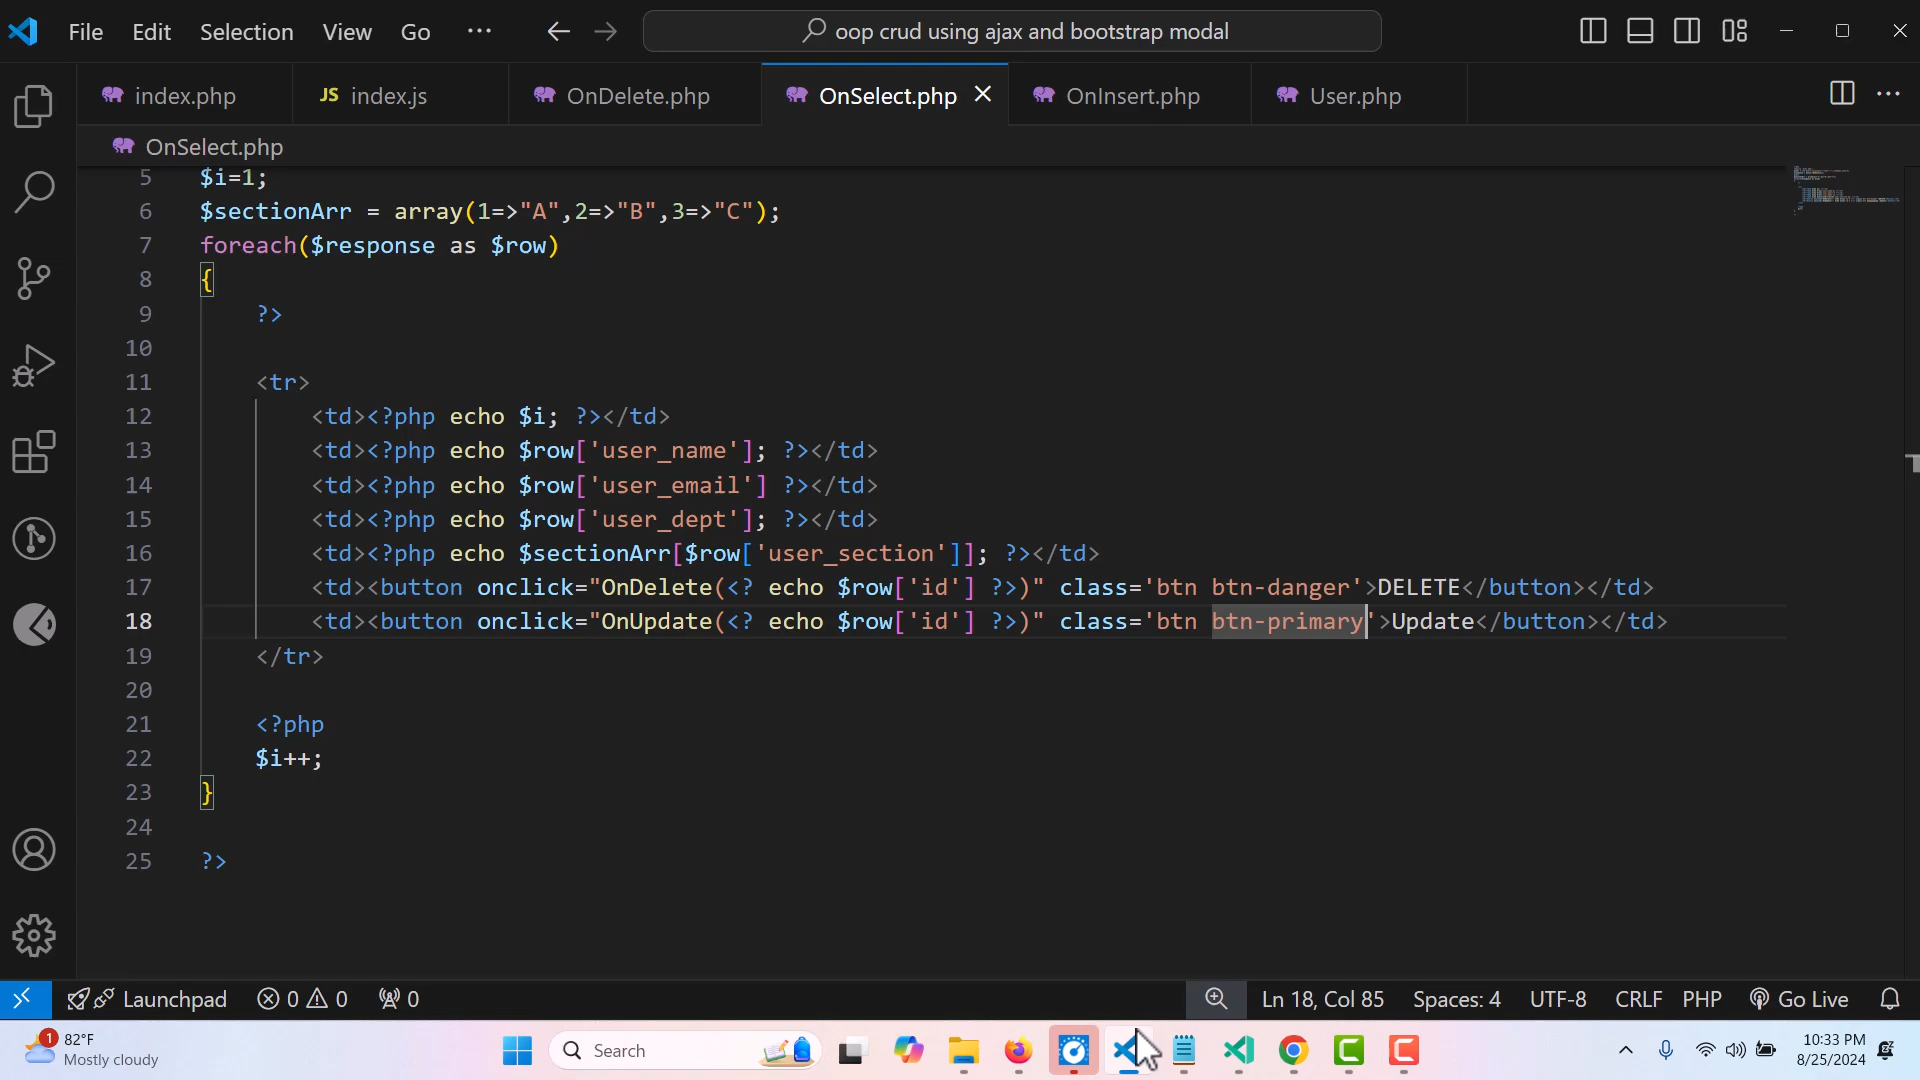 File Edit Selection View Go ··· oop crud using ajax and bootstrap modal
index.php JS index.js OnDelete.php OnSelect.php OnInsert.php User.php
OnSelect.php
5 $i=1;
6 $sectionArr = array(1=>"A",2=>"B",3=>"C");
7 foreach($response as $row)
8 {
9 ?>
10
11 <tr>
12 <td><?php echo $i; ?></td>
13 <td><?php echo $row['user_name']; ?></td>
14 <td><?php echo $row['user_email'] ?></td>
15 <td><?php echo $row['user_dept']; ?></td>
16 <td><?php echo $sectionArr[$row['user_section']]; ?></td>
17 <td><button onclick="OnDelete(<? echo $row['id'] ?>)" class='btn btn-danger'>DELETE</button></td>
18 <td><button onclick="OnUpdate(<? echo $row['id'] ?>)" class='btn btn-primary'>Update</button></td>
19 </tr>
20
21 <?php
22 $i++;
23 }
24
25 ?>
Launchpad 0 0 0 Ln 18, Col 85 Spaces: 4 UTF-8 CRLF PHP Go Live
1 82°F
Mostly cloudy
Search
10:33 PM
8/25/2024